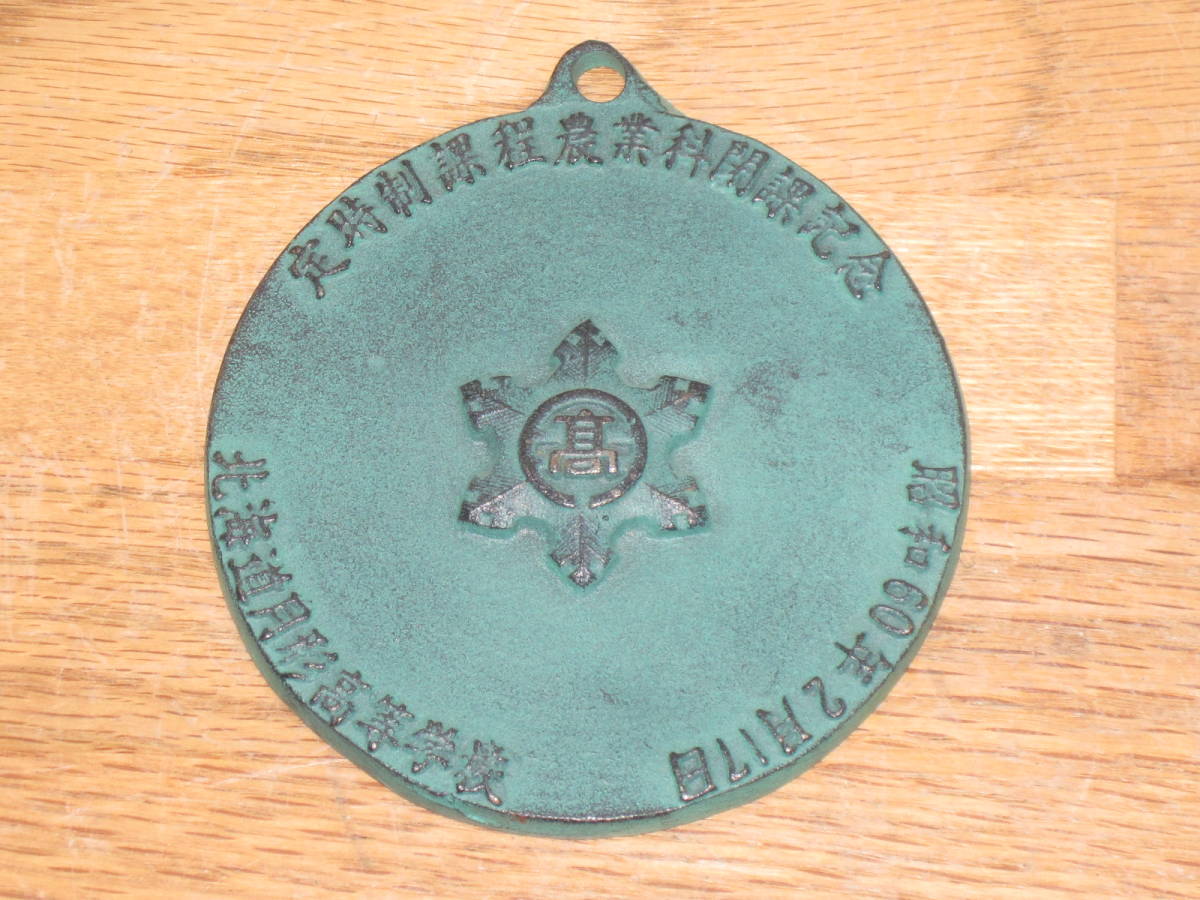 定時制課程農業科閉課記念
高
昭和60年2月17日
北海道月形高等学校